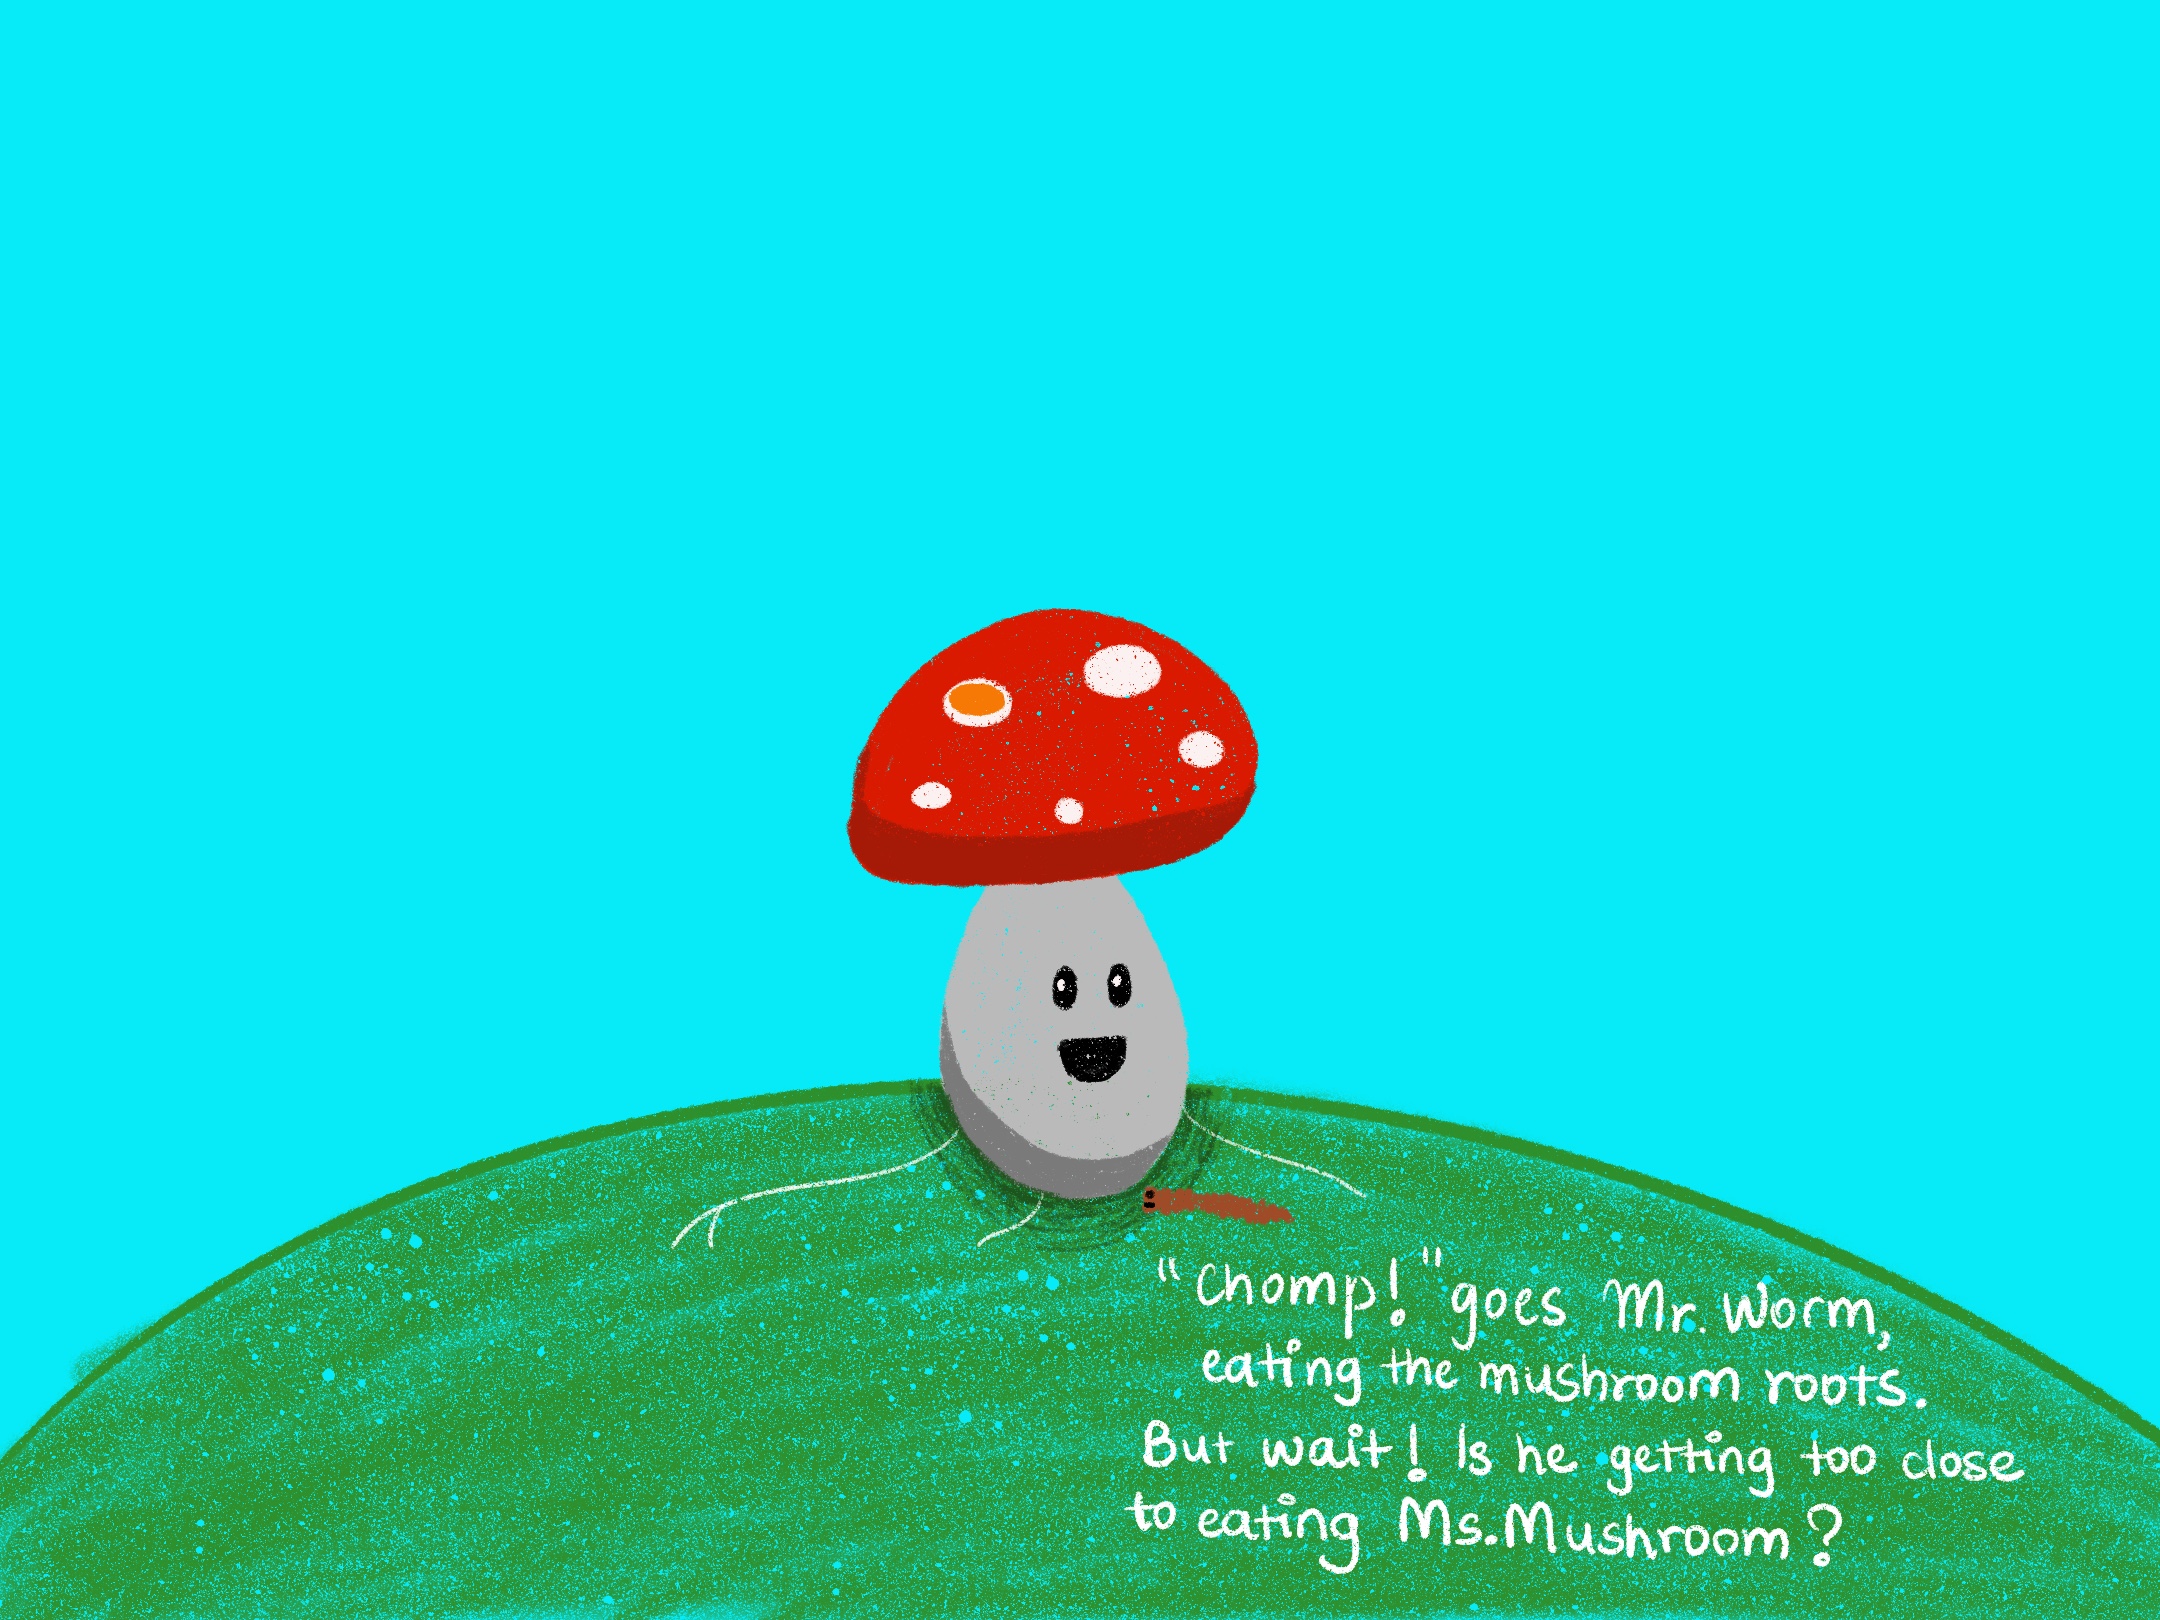 "Chomp!" goes Mr. Worm,
eating the mushroom roots.
But wait! Is he getting too close
to eating Ms. Mushroom?